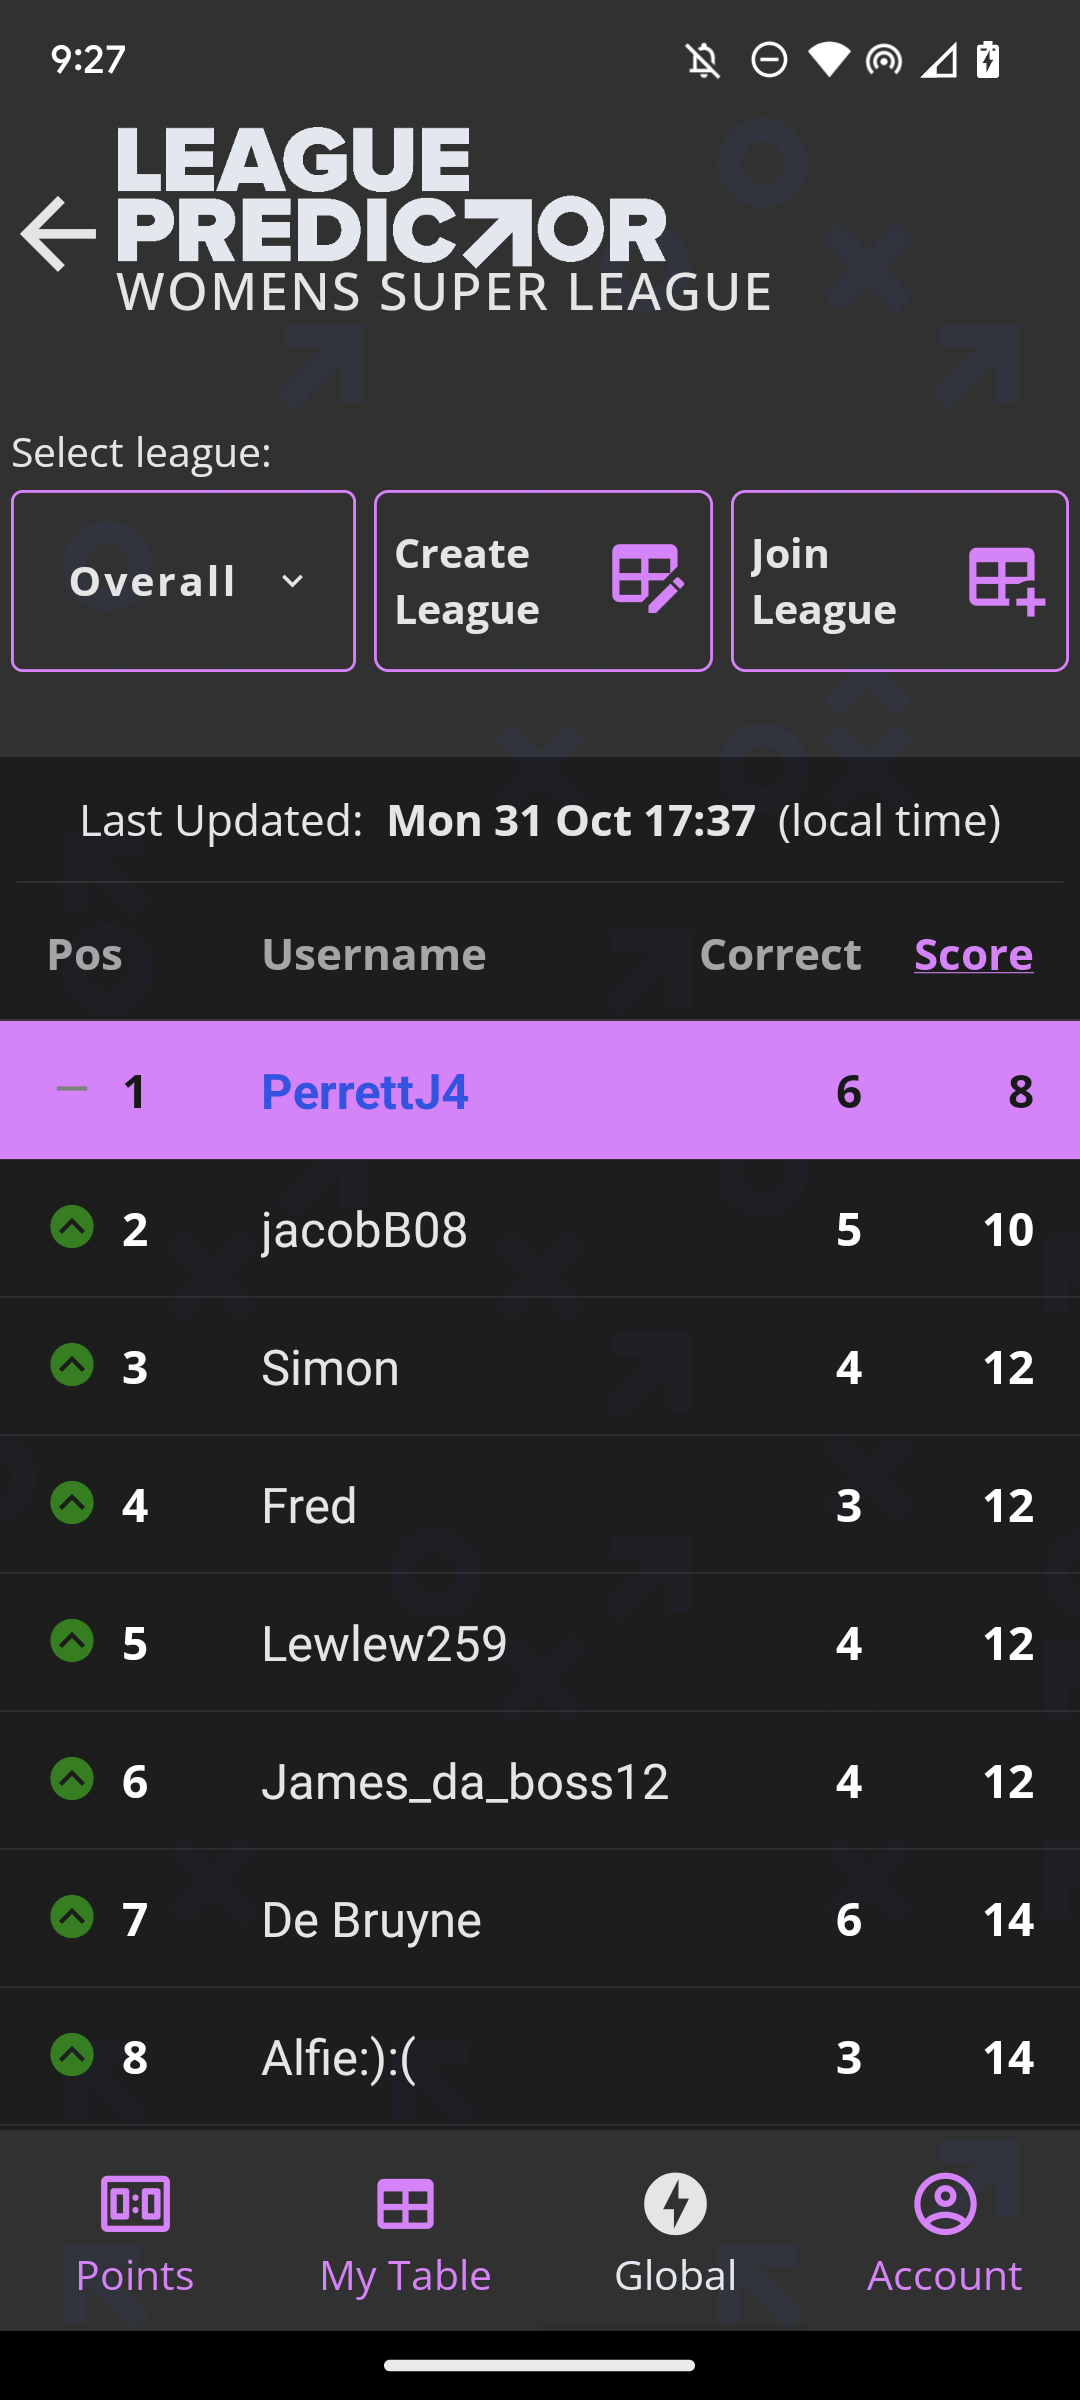 9:27
LEAGUE
PREDICTOR
WOMENS SUPER LEAGUE
Select league:
Overall
Create
League
Join
League
Last Updated: Mon 31 Oct 17:37 (local time)
Pos Username Correct Score
1 PerrettJ4 6 8
2 jacobB08 5 10
3 Simon 4 12
4 Fred 3 12
5 Lewlew259 4 12
6 James_da_boss12 4 12
7 De Bruyne 6 14
8 Alfie:):( 3 14
Points My Table Global Account